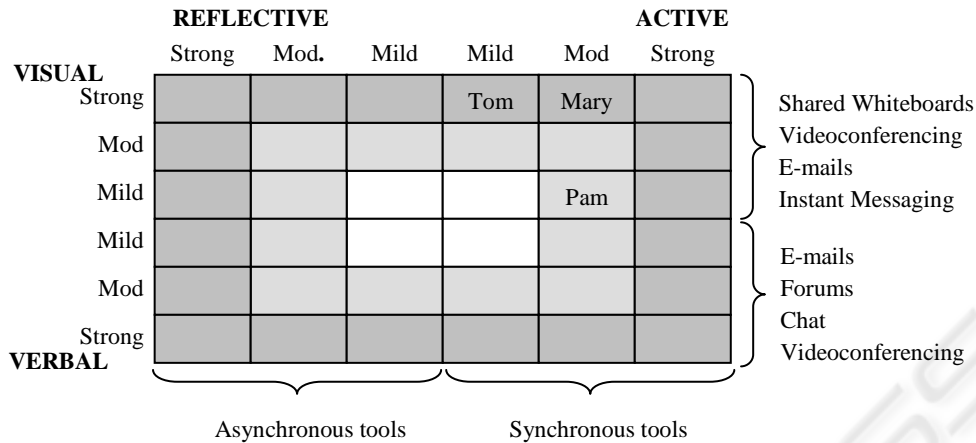 REFLECTIVE ACTIVE
Strong Mod. Mild Mild Mod Strong
VISUAL
Strong Tom Mary
Mod
Mild Pam
Mild
Mod
Strong
VERBAL
Shared Whiteboards
Videoconferencing
E-mails
Instant Messaging
E-mails
Forums
Chat
Videoconferencing
Asynchronous tools Synchronous tools